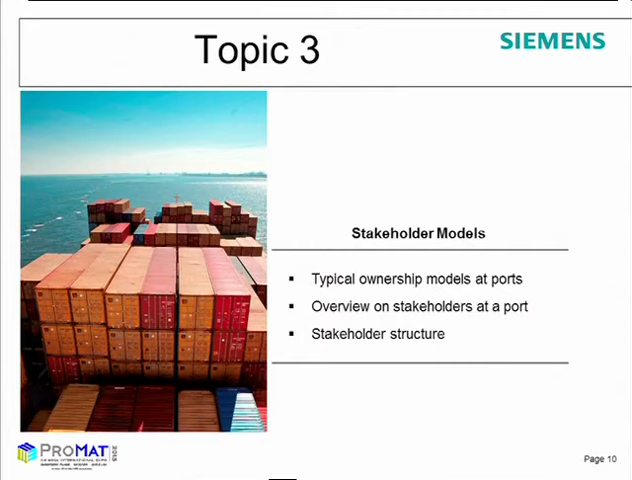 Topic 3
SIEMENS
Stakeholder Models
▪ Typical ownership models at ports
▪ Overview on stakeholders at a port
▪ Stakeholder structure
PROMAT 2013
Page 10